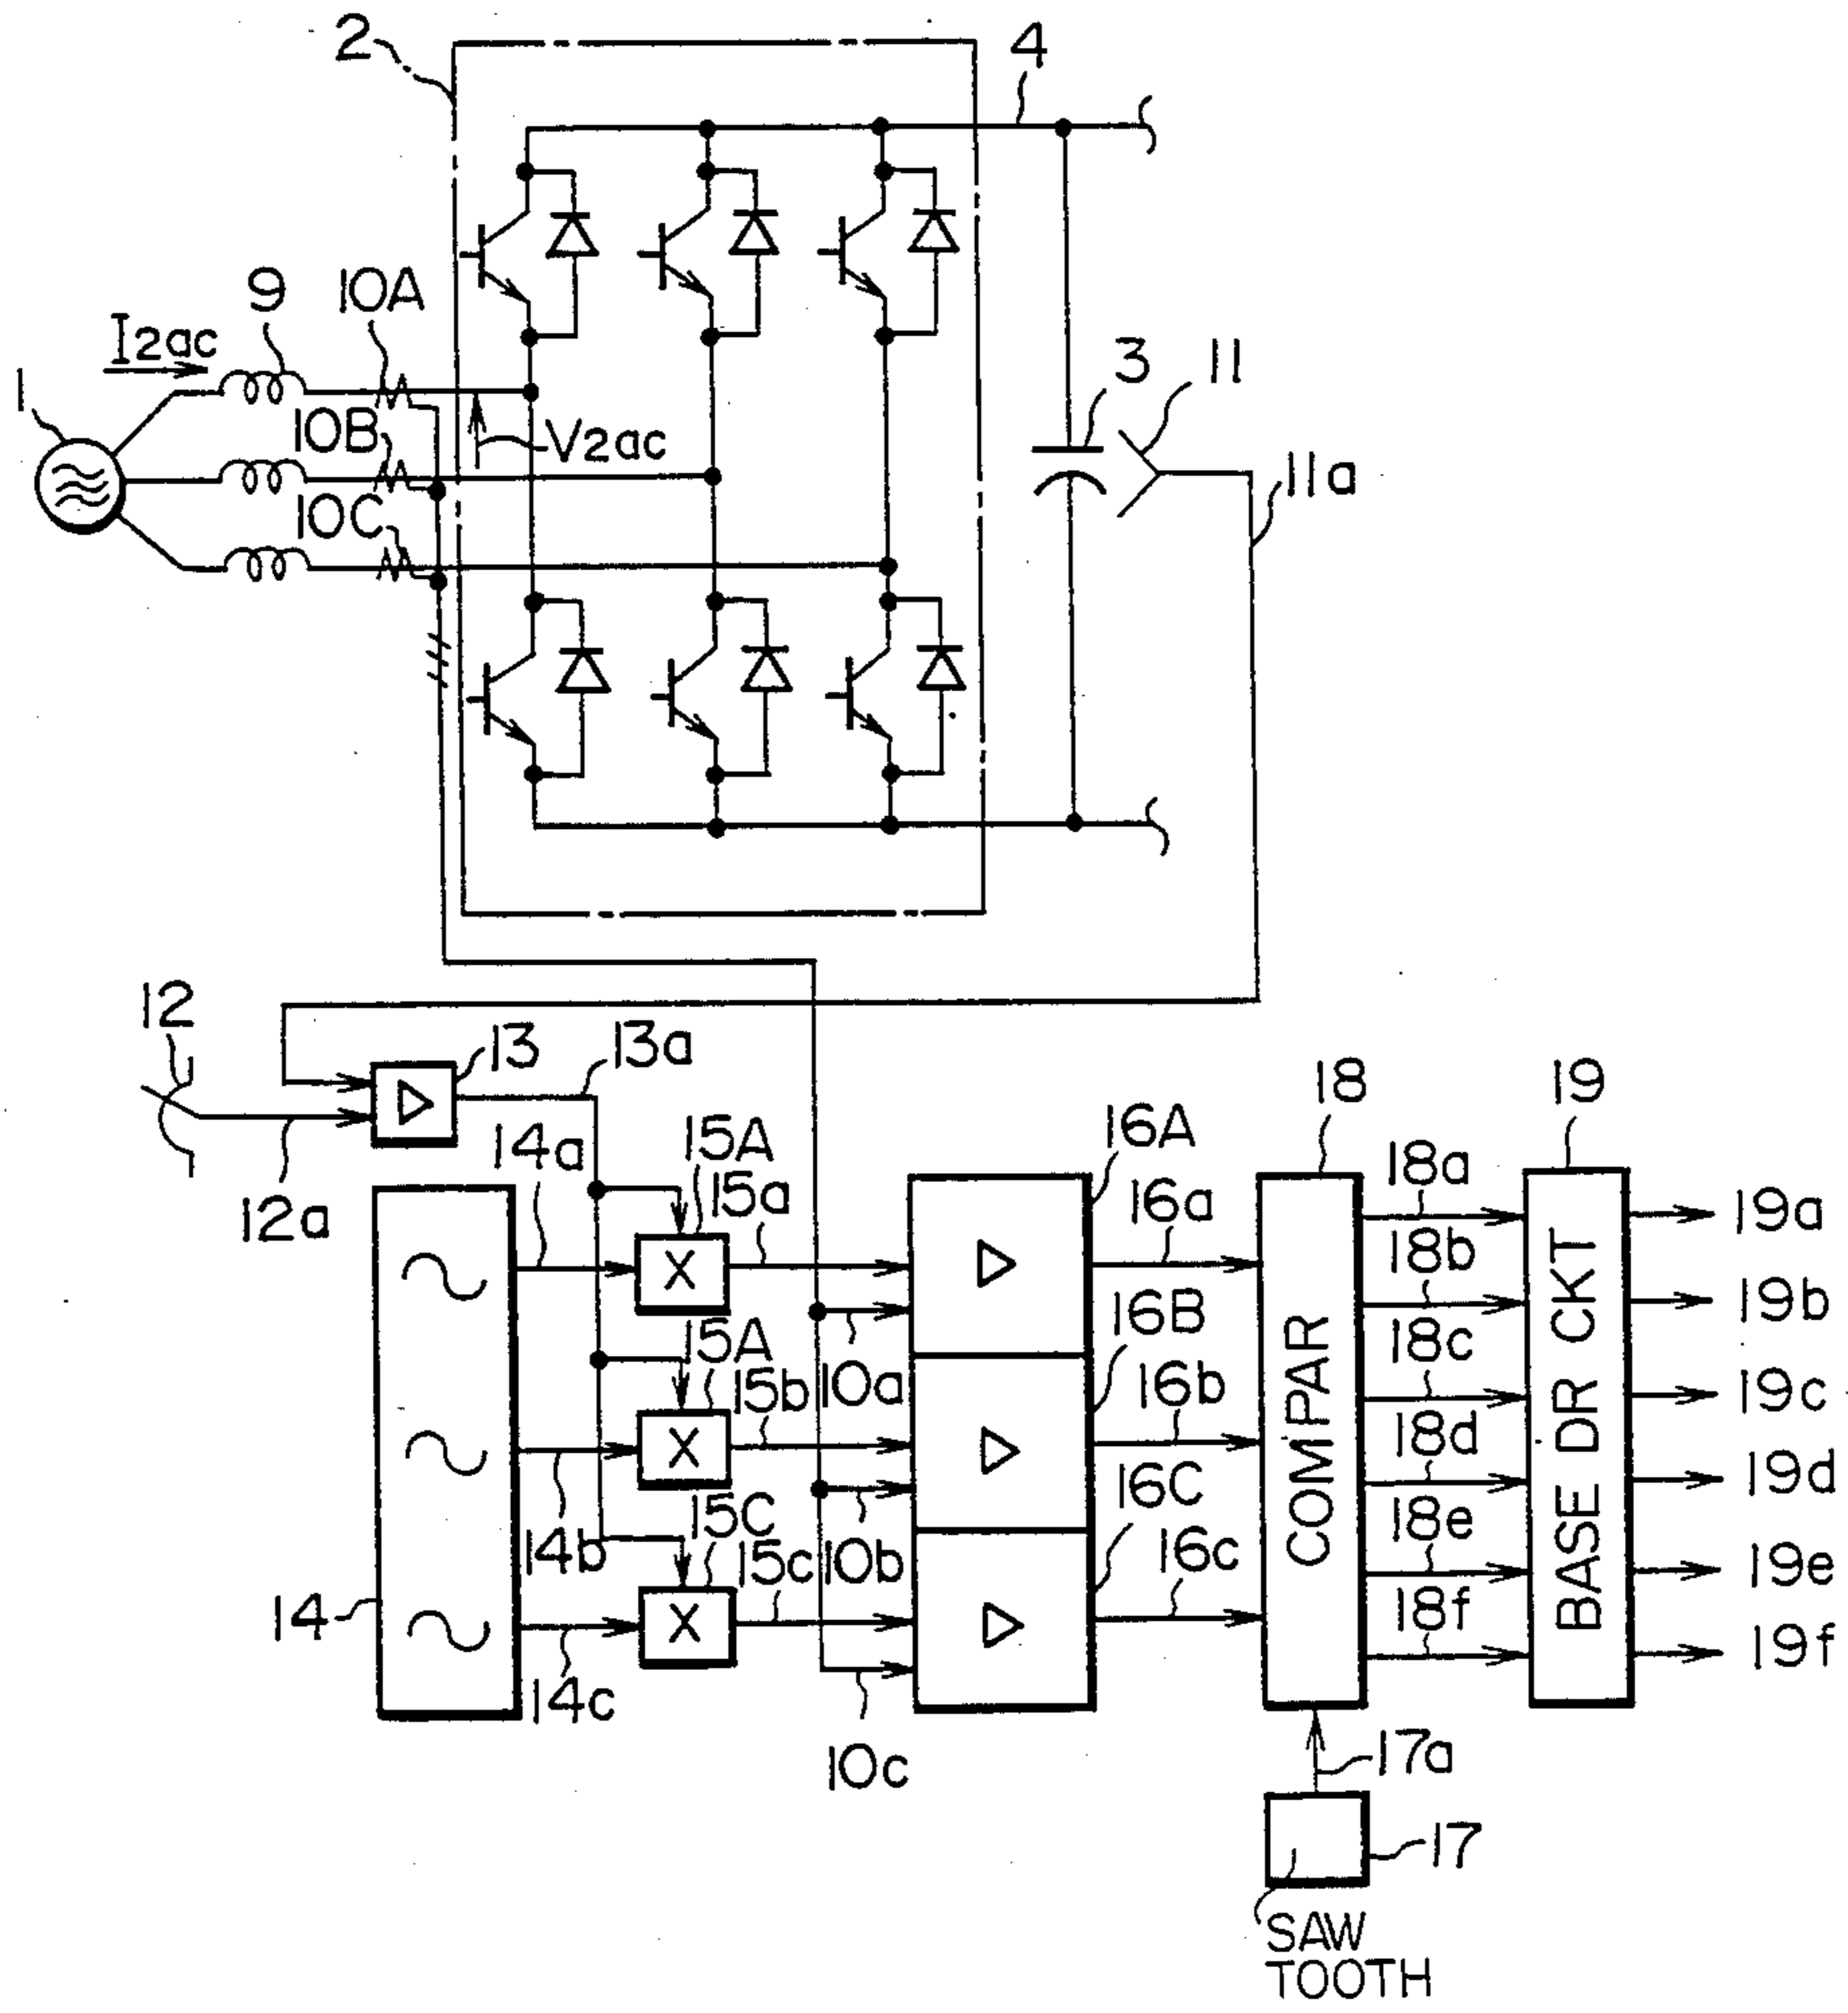 2
4
9
10A
I2ac
3
11
1
10B
V2ac
11a
10C
12
13
13a
18
19
14a
15A
16A
15a
16a
18a
19a
12a
18b
19b
16B
5A
18c
15b
10a
16b
19c
18d
COMPAR
BASE DR CKT
16C
19d
15C
18e
14b
15c
10b
16c
19e
14
18f
19f
14c
10c
17a
17
SAW
TOOTH
X
X
X